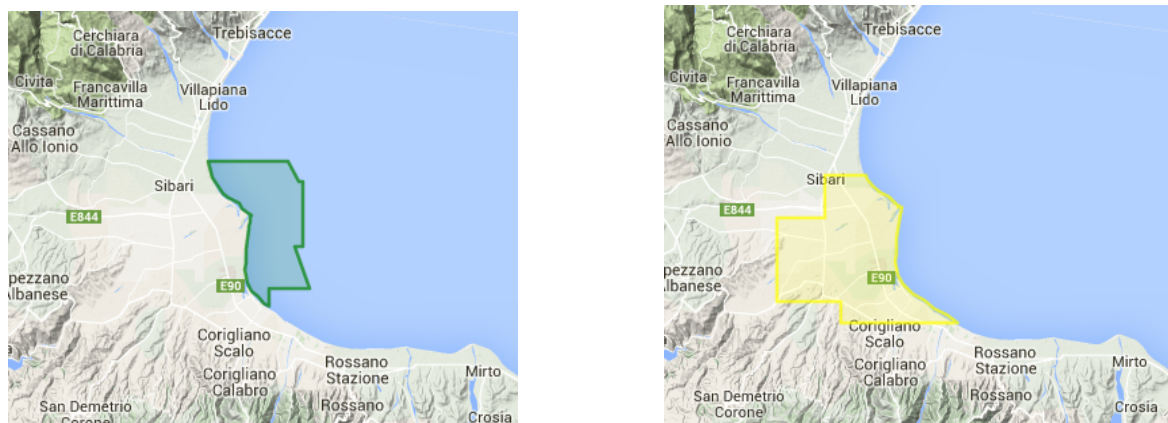 Trebisacce
Cerchiara
di Calabria
Civita
Francavilla
Marittima
Villapiana
Lido
Cassano
Allo Ionio
Sibari
E844
pezzano
Albanese
E90
Corigliano
Scalo
Rossano
Stazione
Mirto
Corigliano
Calabro
Rossano
San Demetrio
Corone
Crosia
Trebisacce
Cerchiara
di Calabria
Civita
Francavilla
Marittima
Villapiana
Lido
Cassano
Allo Ionio
Sibari
E844
pezzano
Albanese
E90
Corigliano
Scalo
Rossano
Stazione
Mirto
Corigliano
Calabro
Rossano
San Demetrio
Corone
Crosia